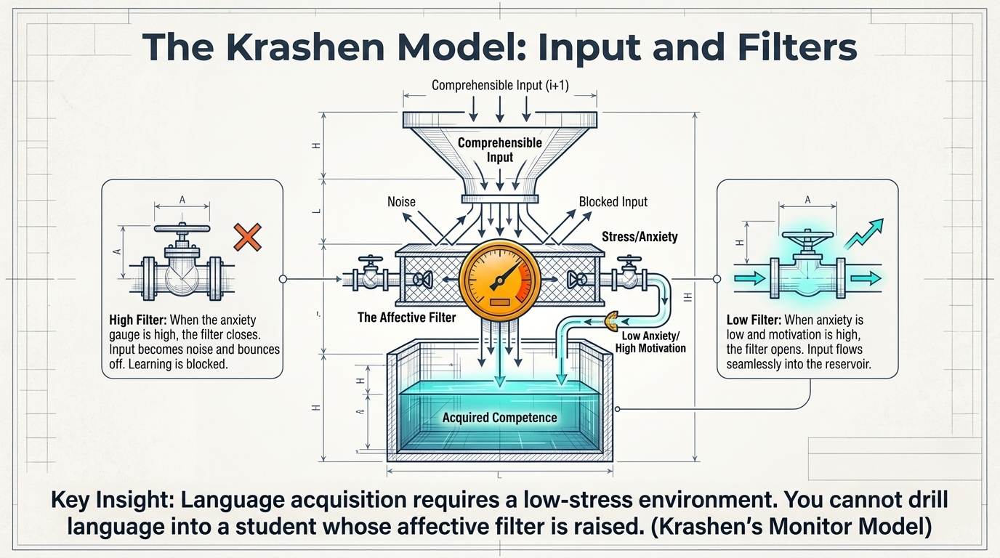 The Krashen Model: Input and Filters
Comprehensible Input (i+1)
Comprehensible
Input
H
L
Noise
Blocked Input
Stress/Anxiety
The Affective Filter
Low Anxiety/
High Motivation
A
A
High Filter: When the anxiety
gauge is high, the filter closes.
Input becomes noise and bounces
off. Learning is blocked.
A
H
Low Filter: When anxiety is
low and motivation is high,
the filter opens. Input flows
seamlessly into the reservoir.
H
H
Acquired Competence
L
Key Insight: Language acquisition requires a low-stress environment. You cannot drill
language into a student whose affective filter is raised. (Krashen's Monitor Model)